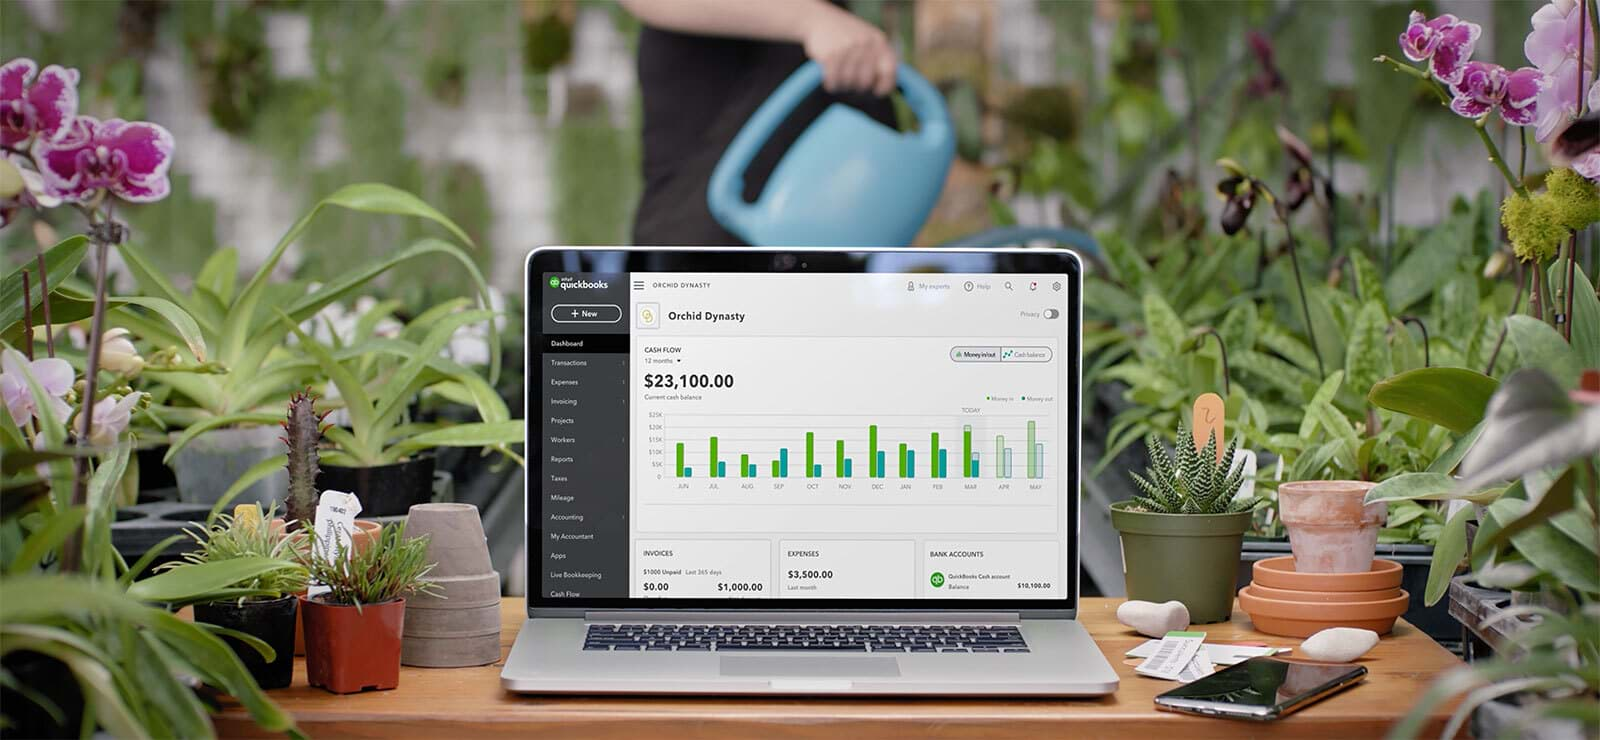 intuit
quickbooks
ORCHID DYNASTY
My experts
Help
+ New
Orchid Dynasty
Privacy
Dashboard
Transactions
Expenses
Invoicing
Projects
Workers
Reports
Taxes
Mileage
Accounting
My Accountant
Apps
Live Bookkeeping
Cash Flow
CASH FLOW
12 months
Money in/out
Cash balance
$23,100.00
Current cash balance
Money in
Money out
TODAY
$25K
$20K
$15K
$10K
$5K
0
JUN JUL AUG SEP OCT NOV DEC JAN FEB MAR APR MAY
INVOICES
$1000 Unpaid Last 365 days
$0.00 $1,000.00
EXPENSES
$3,500.00
Last month
BANK ACCOUNTS
qb
QuickBooks Cash account
Balance
$10,100.00